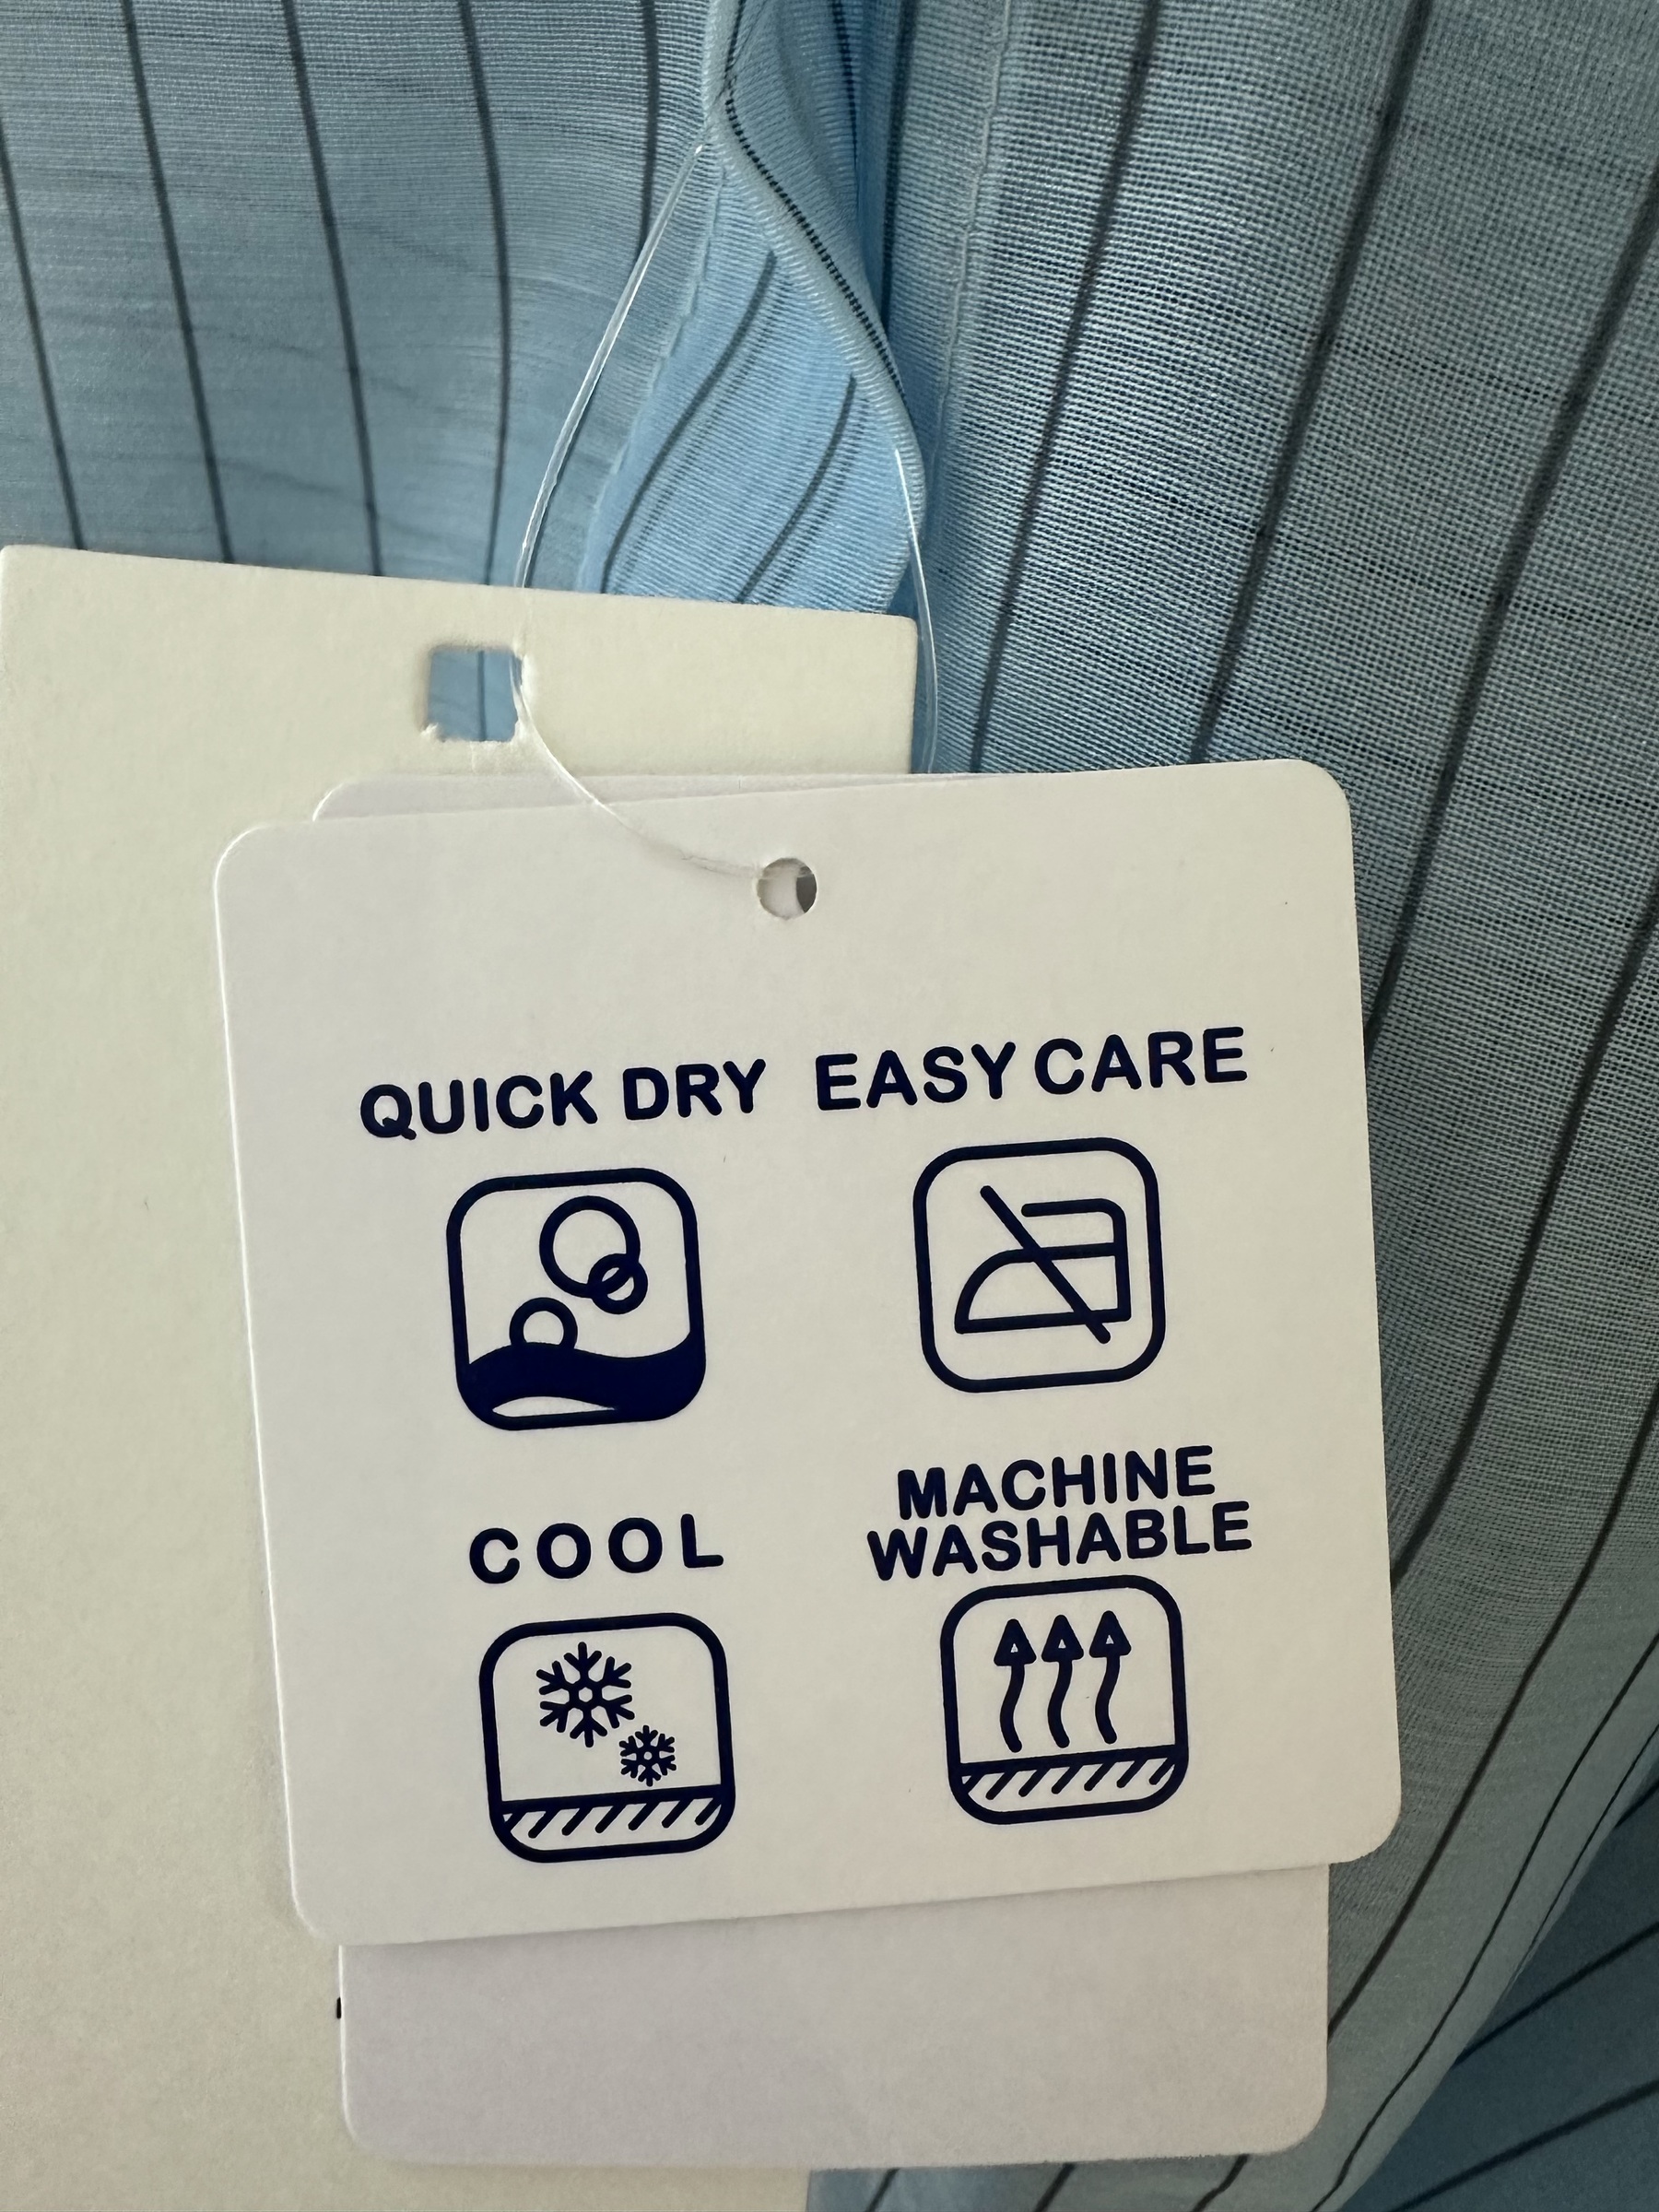 QUICK DRY EASY CARE
COOL
MACHINE
WASHABLE